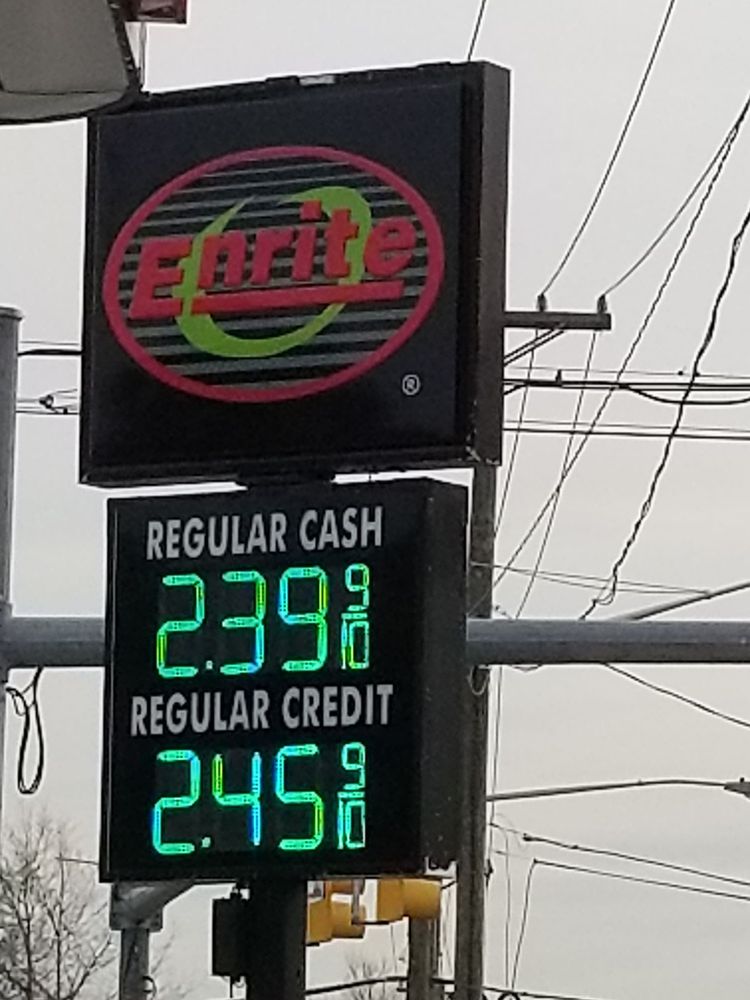 Enrite
®
REGULAR CASH
2.39 9/10
REGULAR CREDIT
2.45 9/10